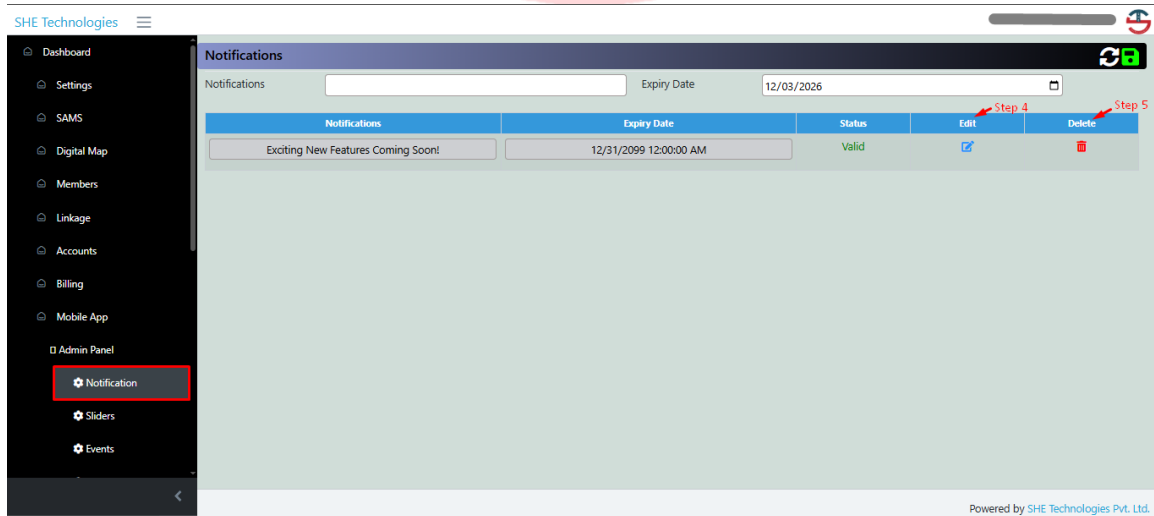 SHE Technologies
Dashboard
Settings
SAMS
Digital Map
Members
Linkage
Accounts
Billing
Mobile App
Admin Panel
Notification
Sliders
Events
Notifications
Notifications Expiry Date 12/03/2026
Step 4 Step 5
Notifications Expiry Date Status Edit Delete
Exciting New Features Coming Soon! 12/31/2099 12:00:00 AM Valid
Powered by SHE Technologies Pvt. Ltd.